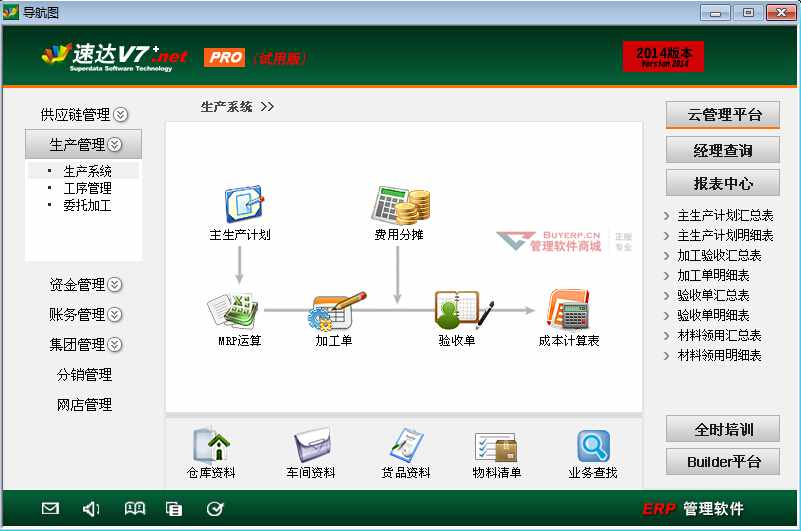 导航图
速达V7+.net
Superdata Software Technology
PRO
(试用版)
2014版本
Version 2014
供应链管理
生产管理
• 生产系统
• 工序管理
• 委托加工
资金管理
账务管理
集团管理
分销管理
网店管理
生产系统 >>
主生产计划
费用分摊
BUYERP.CN
管理软件商城
正版
专业
MRP运算
加工单
验收单
成本计算表
仓库资料
车间资料
货品资料
物料清单
业务查找
云管理平台
经理查询
报表中心
主生产计划汇总表
主生产计划明细表
加工验收汇总表
加工单明细表
验收单汇总表
验收单明细表
材料领用汇总表
材料领用明细表
全时培训
Builder平台
ERP 管理软件